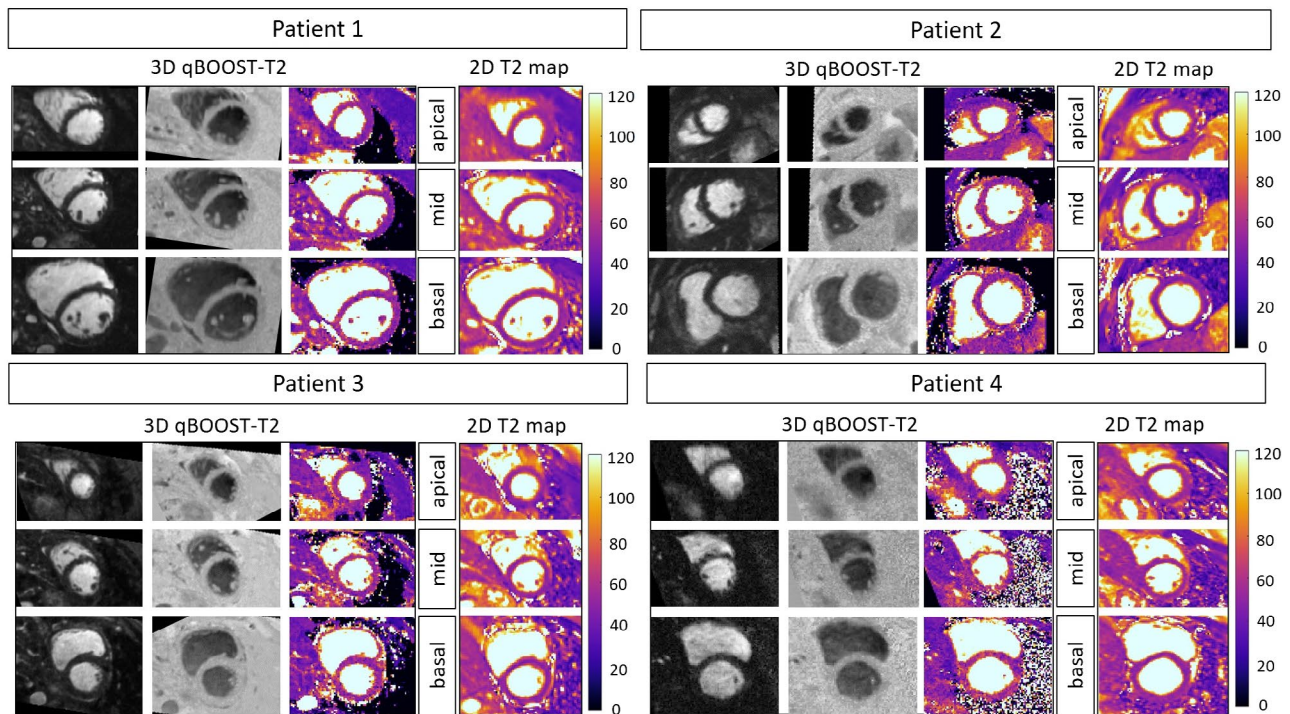 Patient 1
3D qBOOST-T2 2D T2 map
apical
mid
basal
120
100
80
60
40
20
0
Patient 2
3D qBOOST-T2 2D T2 map
apical
mid
basal
120
100
80
60
40
20
0
Patient 3
3D qBOOST-T2 2D T2 map
apical
mid
basal
120
100
80
60
40
20
0
Patient 4
3D qBOOST-T2 2D T2 map
apical
mid
basal
120
100
80
60
40
20
0